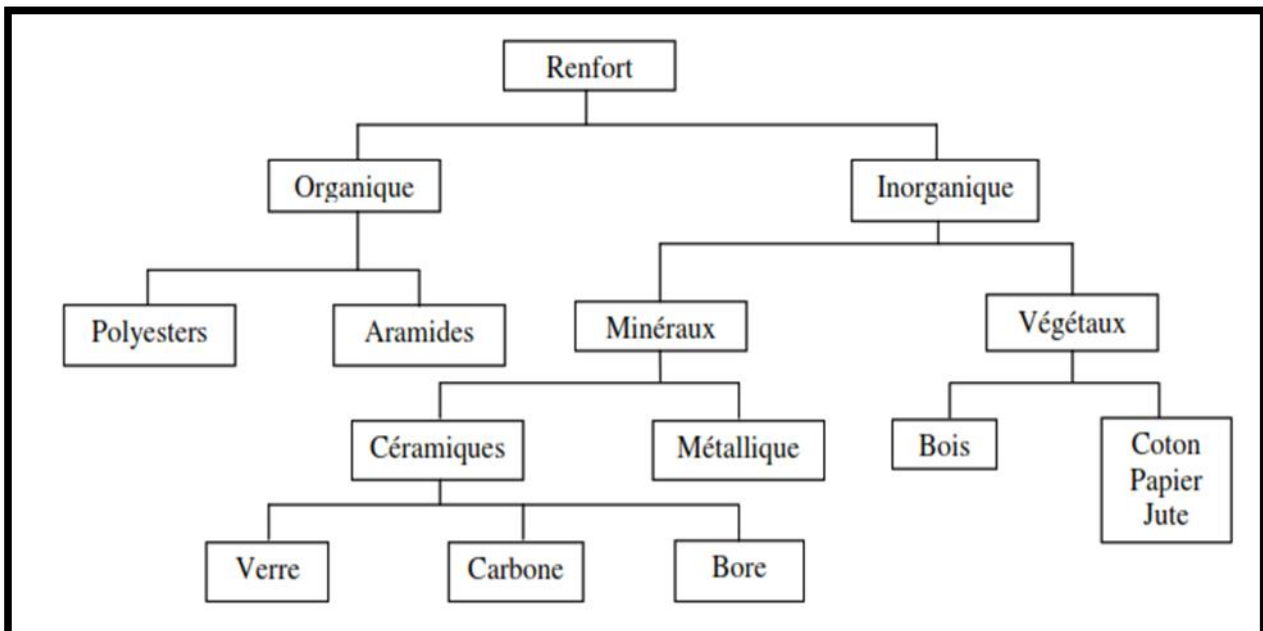 Renfort
Organique
Inorganique
Polyesters
Aramides
Minéraux
Végétaux
Céramiques
Métallique
Bois
Coton
Papier
Jute
Verre
Carbone
Bore